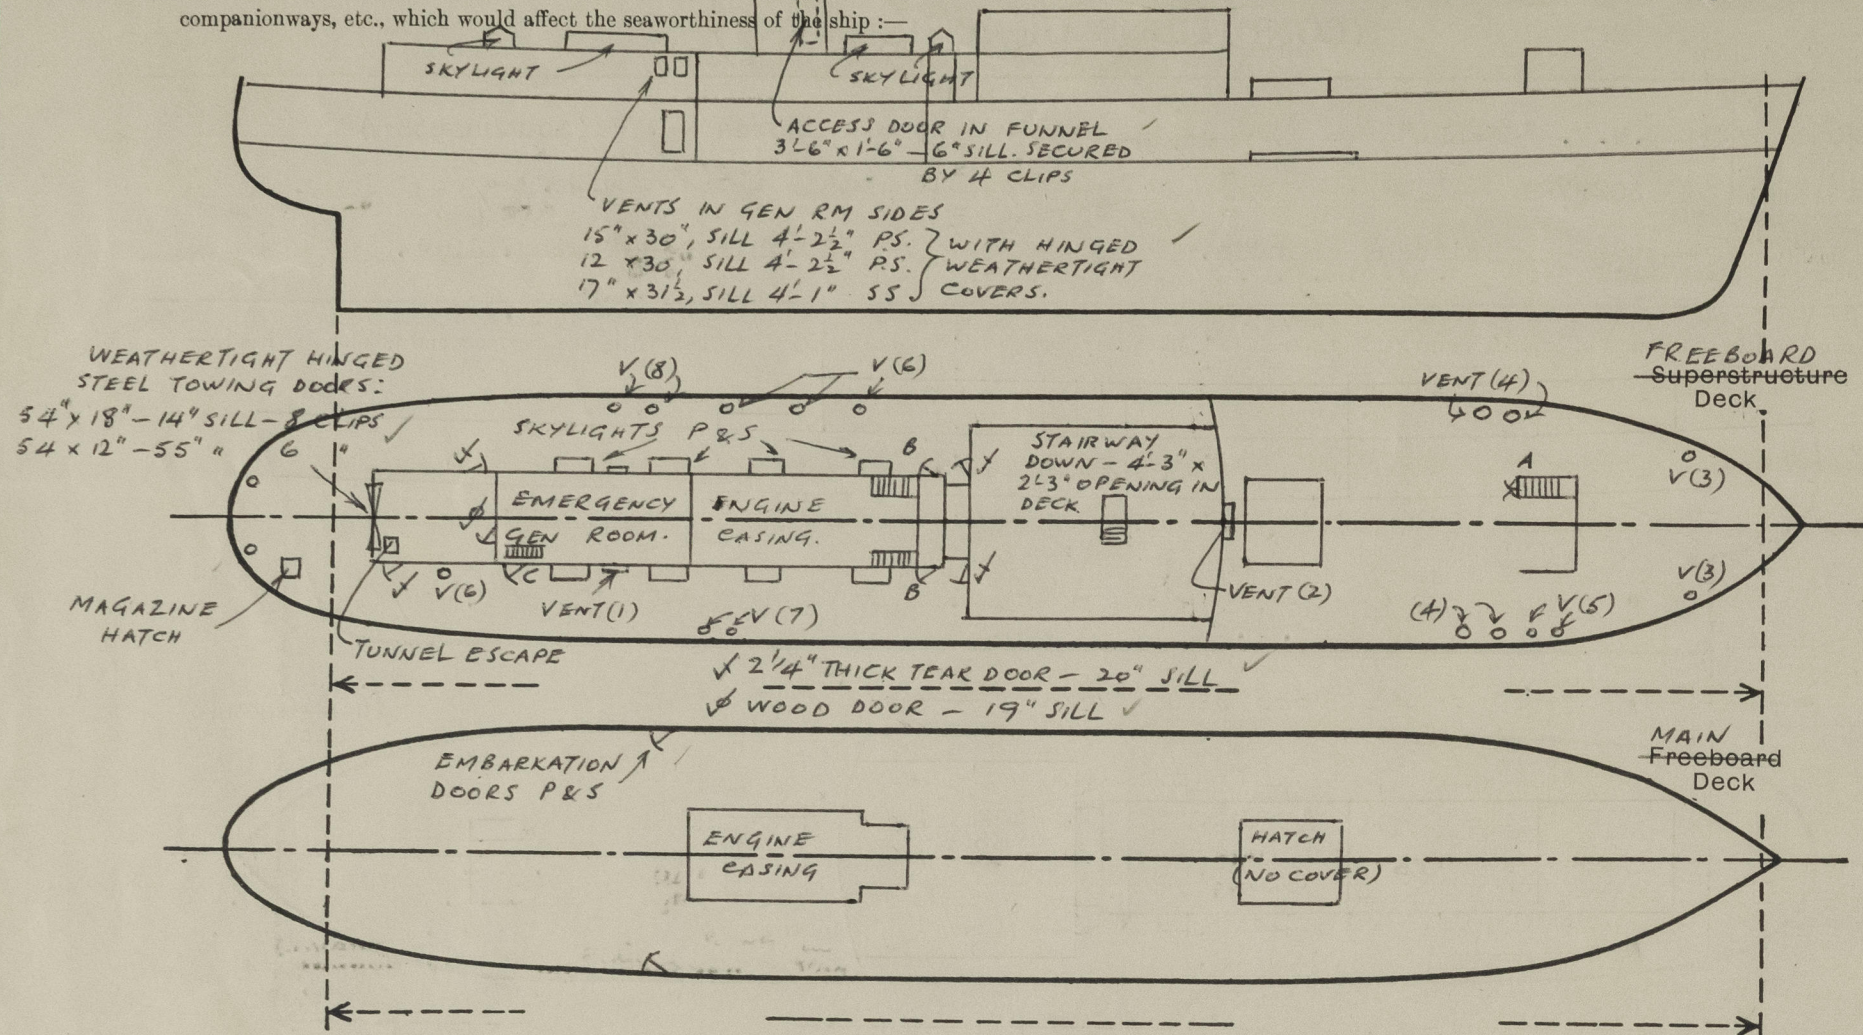 companionways, etc., which would affect the seaworthiness of the ship :—
SKYLIGHT
SKYLIGHT
ACCESS DOOR IN FUNNEL
3'-6" x 1'-6" — 6" SILL. SECURED
BY 4 CLIPS
VENTS IN GEN RM SIDES
15" x 30", SILL 4'-2½" P.S.
12 x 30, SILL 4'-2½" P.S.
17" x 31½, SILL 4'-1" SS
WITH HINGED
WEATHERTIGHT
COVERS.
WEATHERTIGHT HINGED
STEEL TOWING DOORS:
54" x 18" — 14" SILL — 8 CLIPS
54 x 12" — 55" " 6 "
V(8)
V(6)
VENT (4)
FREEBOARD
Superstructure
Deck
SKYLIGHTS P & S
B
STAIRWAY
DOWN — 4'-3" x
2'-3" OPENING IN
DECK
A
V(3)
EMERGENCY
GEN ROOM.
ENGINE
CASING.
C
V(6)
VENT(1)
B
VENT(2)
V(3)
(4)
V(5)
V(7)
MAGAZINE
HATCH
TUNNEL ESCAPE
2 1/4" THICK TEAR DOOR — 20" SILL
WOOD DOOR — 19" SILL
EMBARKATION
DOORS P & S
MAIN
Freeboard
Deck
ENGINE
CASING
HATCH
(NO COVER)